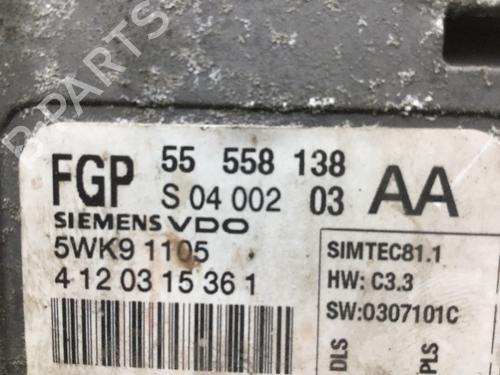 B-PARTS
FGP 55 558 138 AA
S 04 002 03
SIEMENS VDO
5WK9 1105
4 12 03 15 36 1
SIMTEC81.1
HW: C3.3
SW:0307101C
DLS
PLS